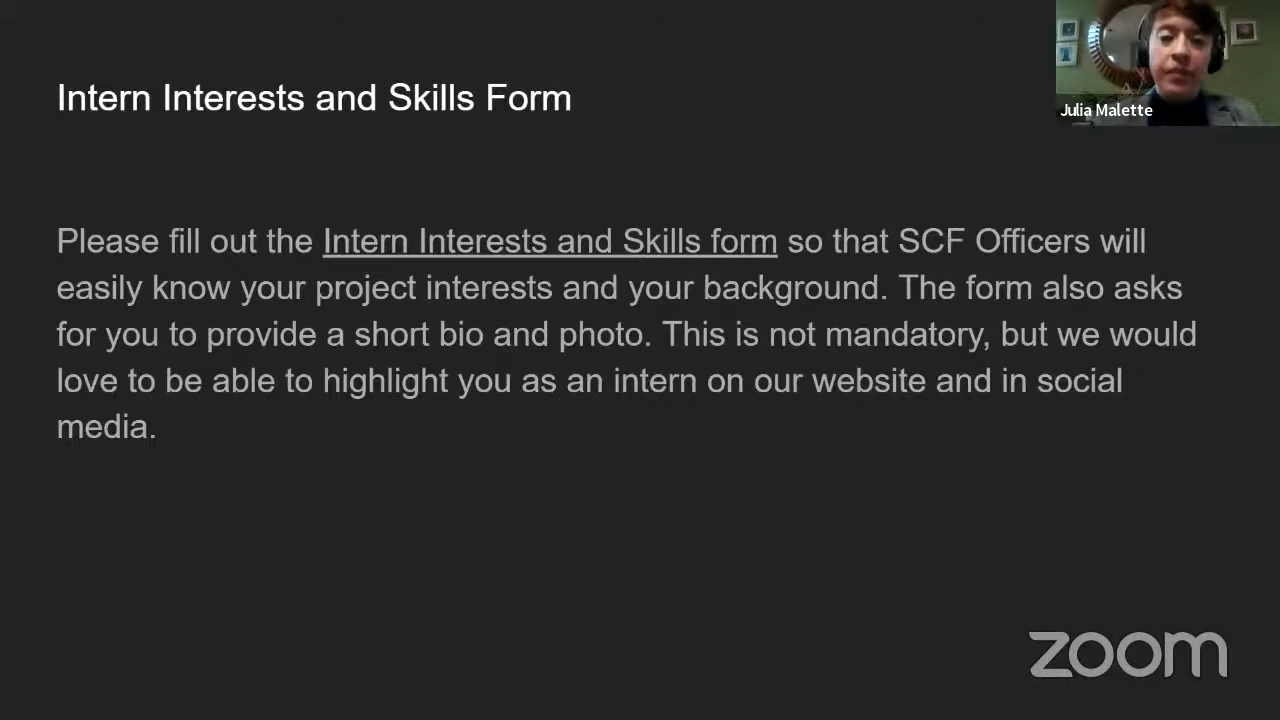 Intern Interests and Skills Form
Julia Malette
Please fill out the Intern Interests and Skills form so that SCF Officers will
easily know your project interests and your background. The form also asks
for you to provide a short bio and photo. This is not mandatory, but we would
love to be able to highlight you as an intern on our website and in social
media.
zoom